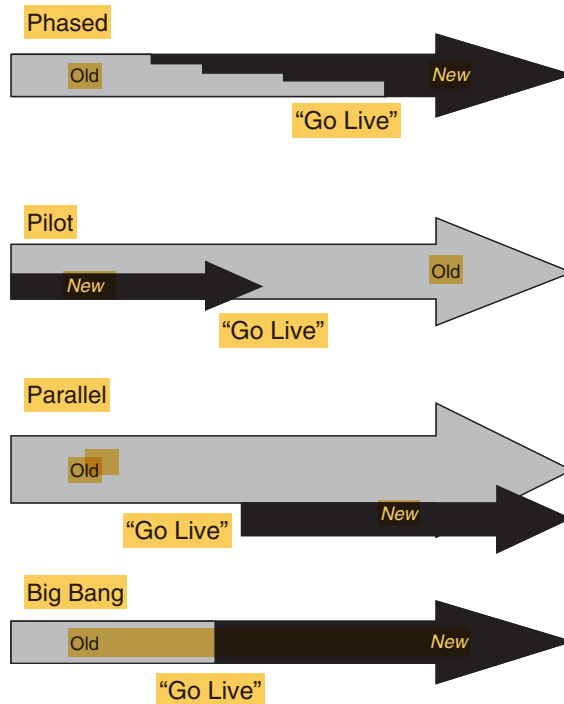 Phased
Old
New
“Go Live”
Pilot
Old
New
“Go Live”
Parallel
Old
New
“Go Live”
Big Bang
Old
New
“Go Live”